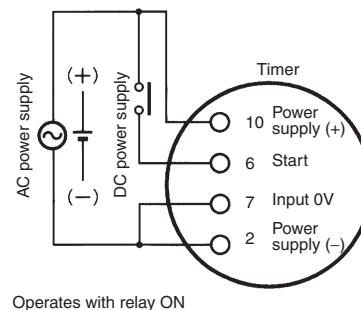 Timer
AC power supply
(+)
(−)
DC power supply
10 Power
supply (+)
6 Start
7 Input 0V
2 Power
supply (−)
Operates with relay ON